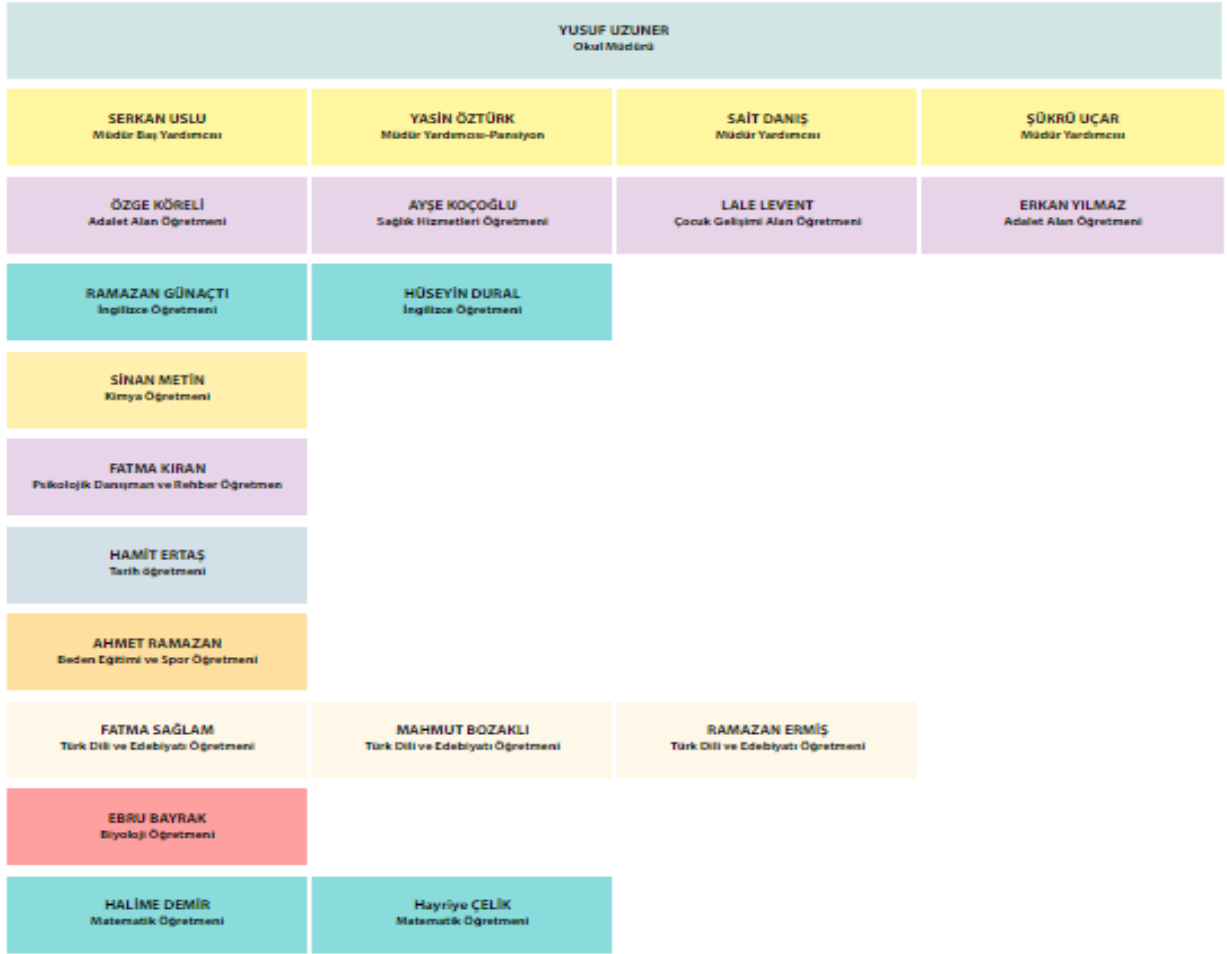 YUSUF UZUNER
Okul Müdürü
SERKAN USLU
Müdür Baş Yardımcısı
YASİN ÖZTÜRK
Müdür Yardımcısı-Pansiyon
SAİT DANIŞ
Müdür Yardımcısı
ŞÜKRÜ UÇAR
Müdür Yardımcısı
ÖZGE KÖRELİ
Adalet Alan Öğretmeni
AYŞE KOÇOĞLU
Sağlık Hizmetleri Öğretmeni
LALE LEVENT
Çocuk Gelişimi Alan Öğretmeni
ERKAN YILMAZ
Adalet Alan Öğretmeni
RAMAZAN GÜNAÇTI
İngilizce Öğretmeni
HÜSEYİN DURAL
İngilizce Öğretmeni
SİNAN METİN
Kimya Öğretmeni
FATMA KIRAN
Psikolojik Danışman ve Rehber Öğretmen
HAMİT ERTAŞ
Tarih öğretmeni
AHMET RAMAZAN
Beden Eğitimi ve Spor Öğretmeni
FATMA SAĞLAM
Türk Dili ve Edebiyatı Öğretmeni
MAHMUT BOZAKLI
Türk Dili ve Edebiyatı Öğretmeni
RAMAZAN ERMİŞ
Türk Dili ve Edebiyatı Öğretmeni
EBRU BAYRAK
Biyoloji Öğretmeni
HALİME DEMİR
Matematik Öğretmeni
Hayriye ÇELİK
Matematik Öğretmeni